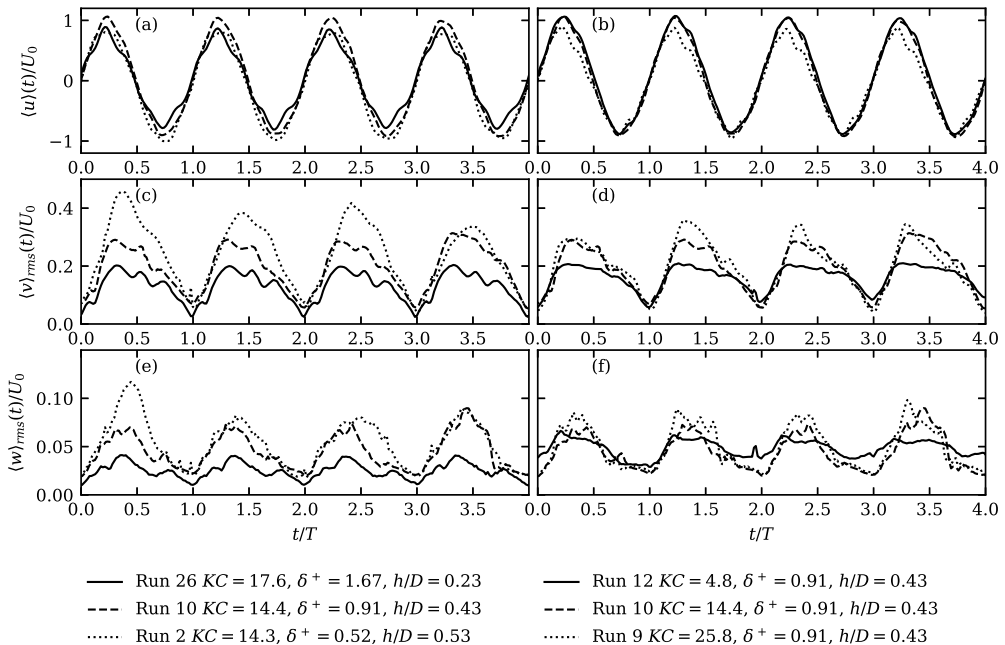 (a) (b)
⟨u⟩(t)/U₀
1
0
−1
0.0 0.5 1.0 1.5 2.0 2.5 3.0 3.5 0.0 0.5 1.0 1.5 2.0 2.5 3.0 3.5 4.0
(c) (d)
⟨v⟩rms(t)/U₀
0.4
0.2
0.0
0.0 0.5 1.0 1.5 2.0 2.5 3.0 3.5 0.0 0.5 1.0 1.5 2.0 2.5 3.0 3.5 4.0
(e) (f)
⟨w⟩rms(t)/U₀
0.10
0.05
0.00
0.0 0.5 1.0 1.5 2.0 2.5 3.0 3.5 0.0 0.5 1.0 1.5 2.0 2.5 3.0 3.5 4.0
t/T t/T
Run 26 KC = 17.6, δ⁺ = 1.67, h/D = 0.23
Run 10 KC = 14.4, δ⁺ = 0.91, h/D = 0.43
Run 2 KC = 14.3, δ⁺ = 0.52, h/D = 0.53
Run 12 KC = 4.8, δ⁺ = 0.91, h/D = 0.43
Run 10 KC = 14.4, δ⁺ = 0.91, h/D = 0.43
Run 9 KC = 25.8, δ⁺ = 0.91, h/D = 0.43